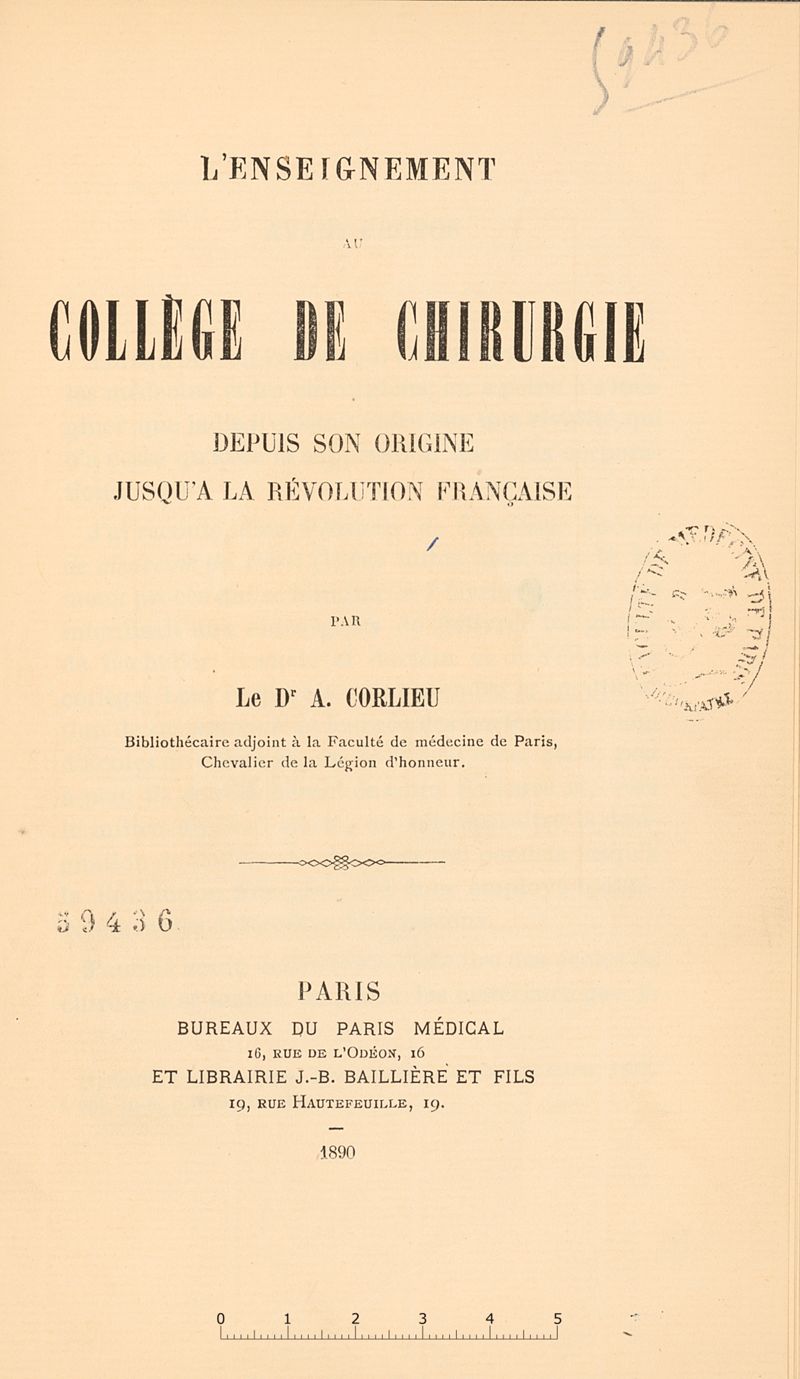 59436
L'ENSEIGNEMENT
AU
COLLÈGE DE CHIRURGIE
DEPUIS SON ORIGINE
JUSQU'A LA RÉVOLUTION FRANÇAISE
PAR
Le Dr A. CORLIEU
Bibliothécaire adjoint à la Faculté de médecine de Paris,
Chevalier de la Légion d'honneur.
59436
PARIS
BUREAUX DU PARIS MÉDICAL
16, RUE DE L'ODÉON, 16
ET LIBRAIRIE J.-B. BAILLIÈRE ET FILS
19, RUE HAUTEFEUILLE, 19.
1890
0 1 2 3 4 5